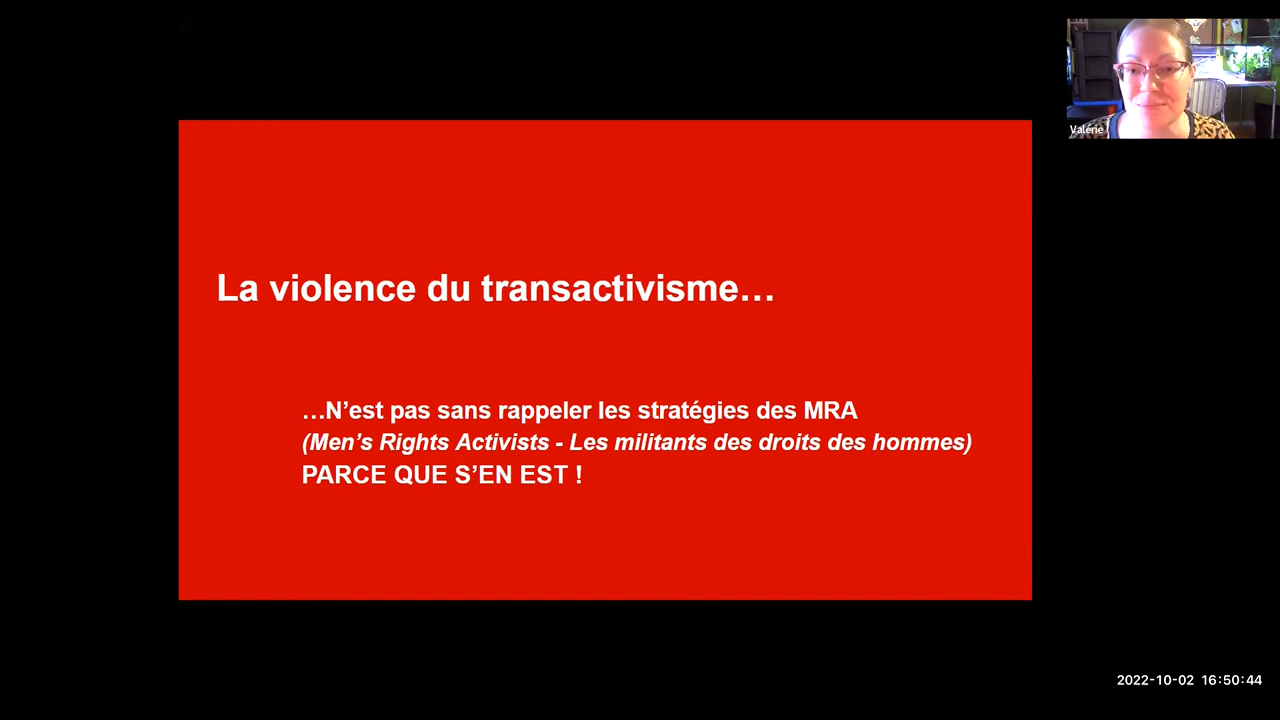 Valérie
La violence du transactivisme…
…N’est pas sans rappeler les stratégies des MRA
(Men’s Rights Activists - Les militants des droits des hommes)
PARCE QUE S’EN EST !
2022-10-02 16:50:44